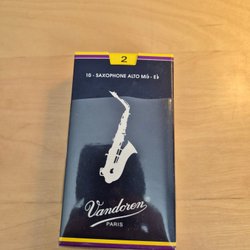 2
10 - SAXOPHONE ALTO Mib - Eb
Vandoren
PARIS